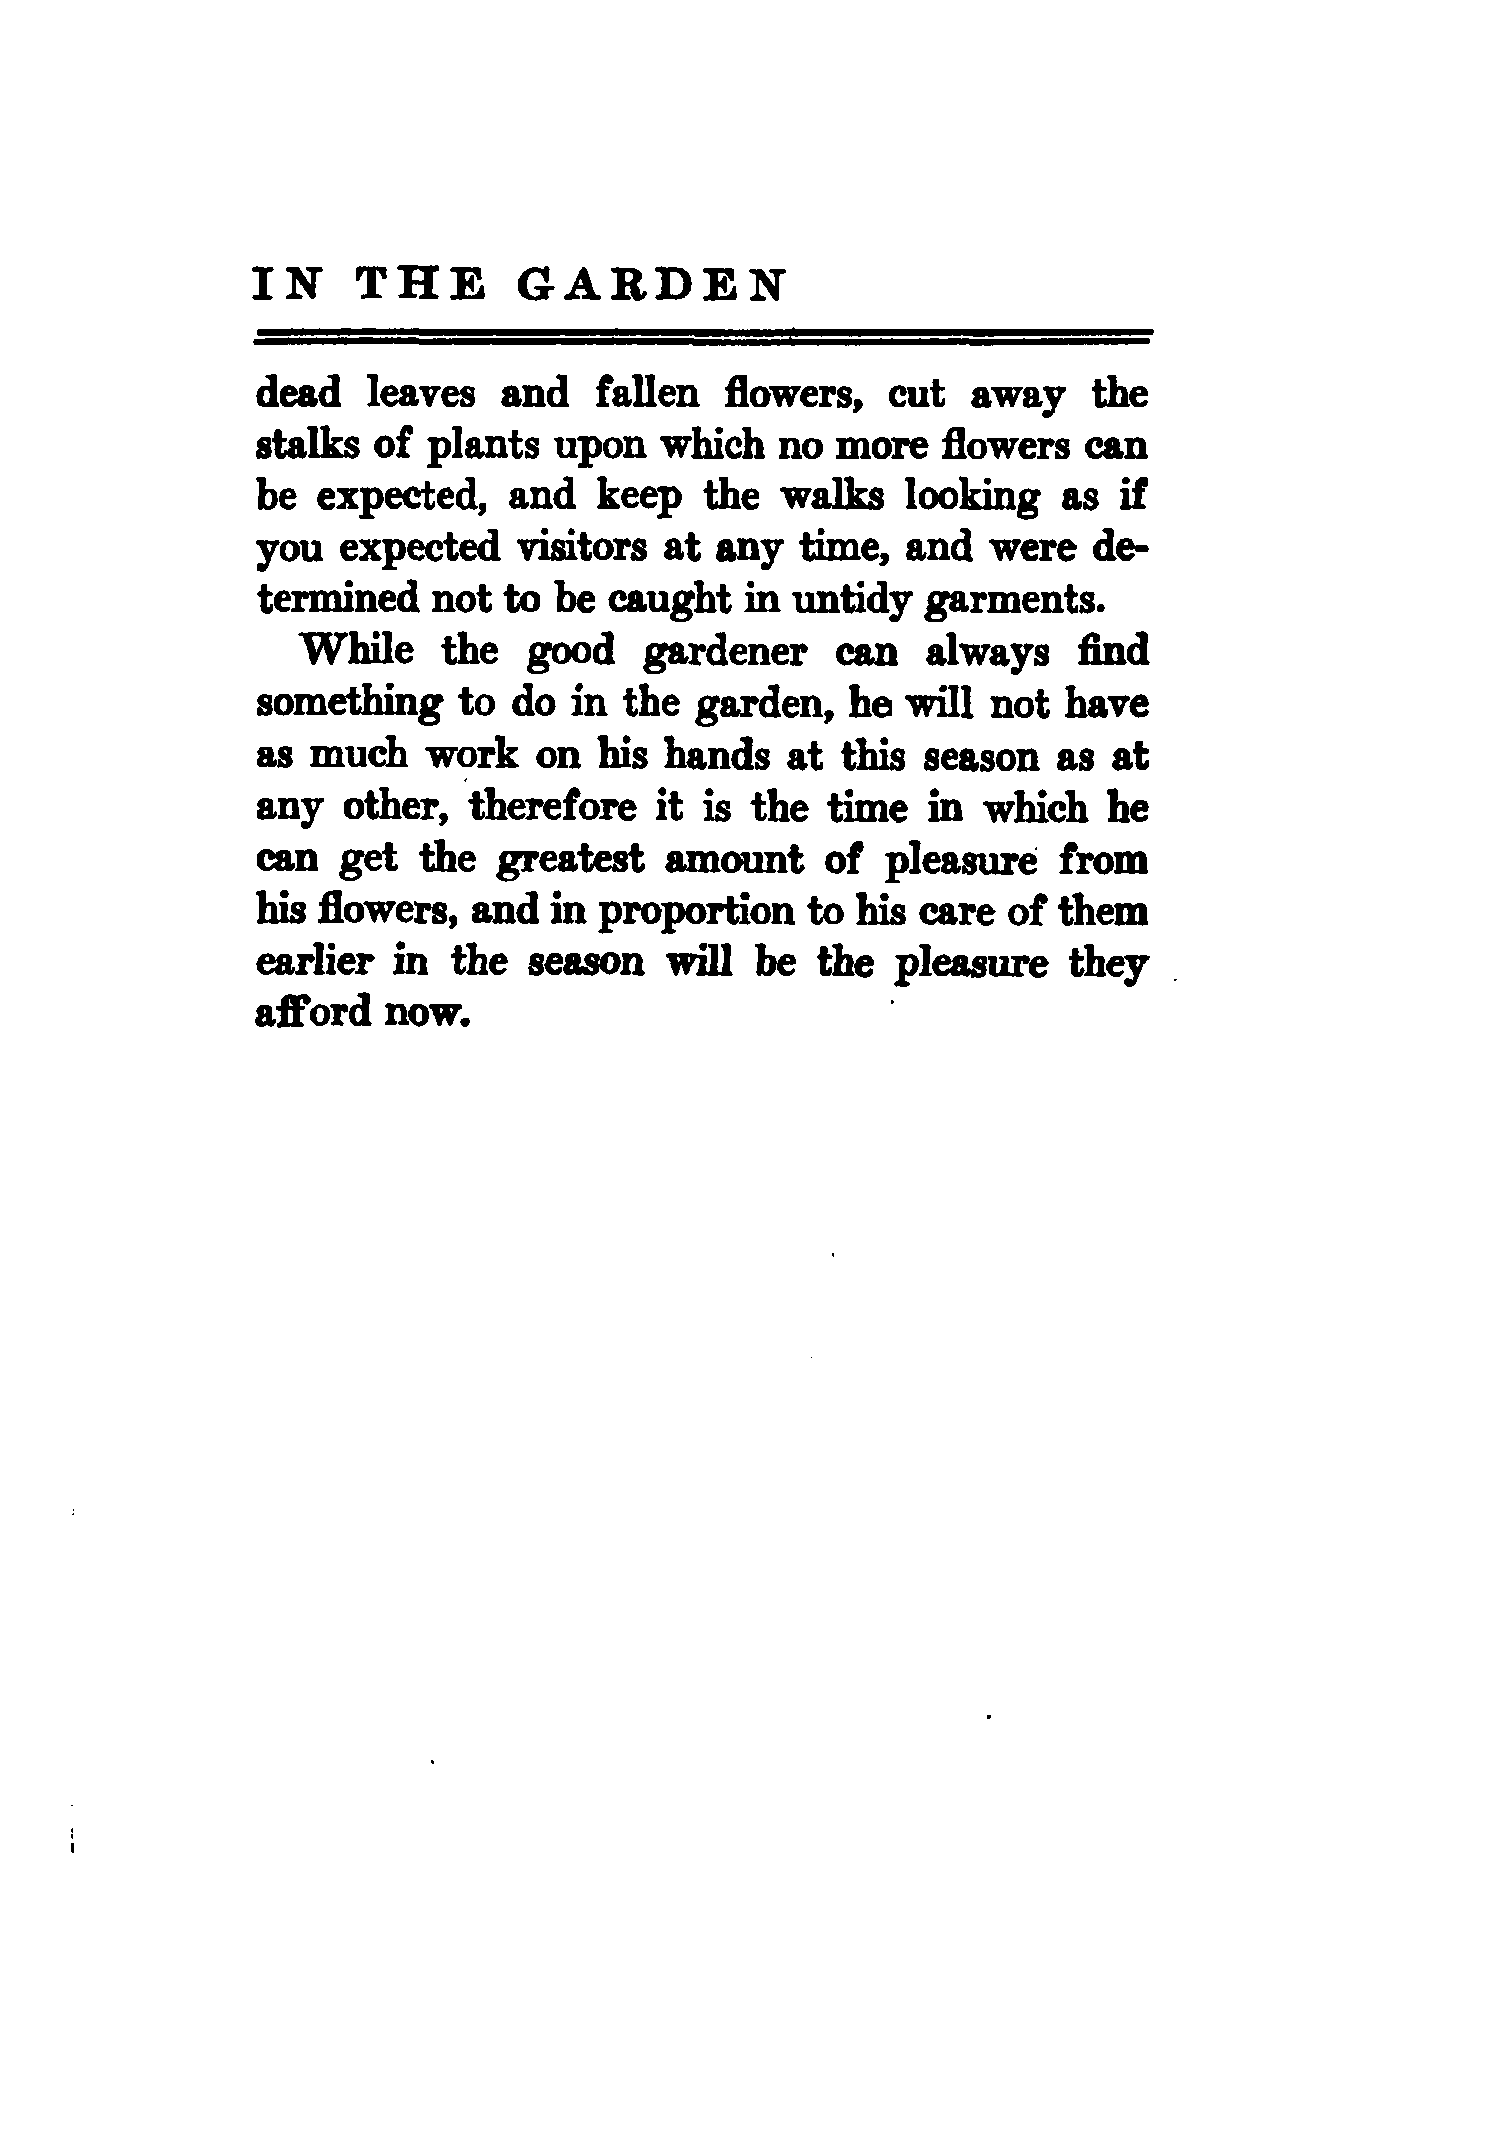 IN THE GARDEN
dead leaves and fallen flowers, cut away the
stalks of plants upon which no more flowers can
be expected, and keep the walks looking as if
you expected visitors at any time, and were de-
termined not to be caught in untidy garments.
While the good gardener can always find
something to do in the garden, he will not have
as much work on his hands at this season as at
any other, therefore it is the time in which he
can get the greatest amount of pleasure from
his flowers, and in proportion to his care of them
earlier in the season will be the pleasure they
afford now.